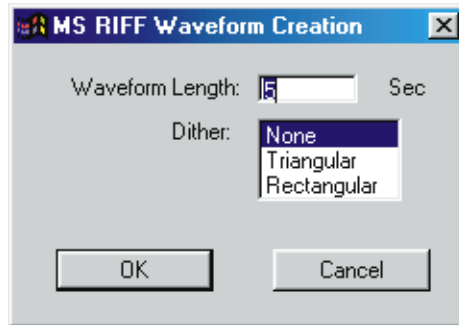 MS RIFF Waveform Creation
Waveform Length: 5 Sec
Dither: None
Triangular
Rectangular
OK Cancel